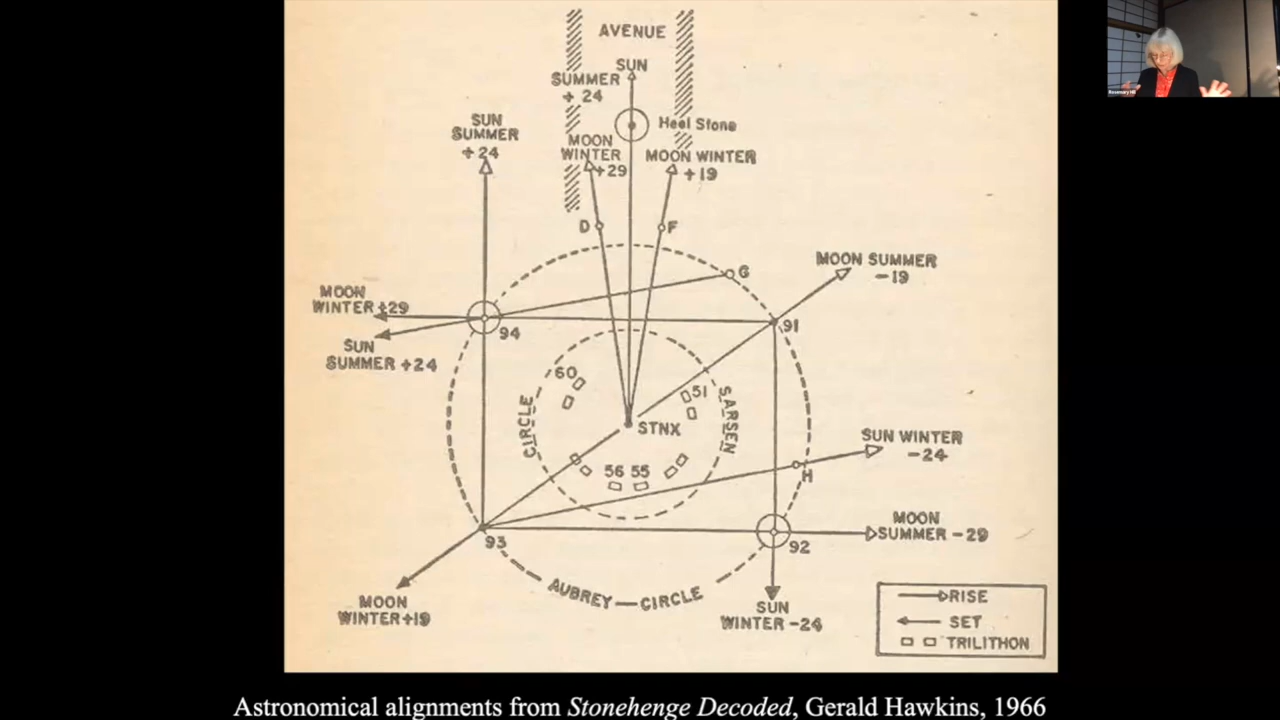 AVENUE
SUN
SUMMER
+ 24
Heel Stone
SUN
SUMMER
+24
MOON
WINTER
+29
MOON WINTER
+19
D
F
G
MOON SUMMER
-19
MOON
WINTER+29
94
91
SUN
SUMMER +24
60
51
CIRCLE
SARSEN
STNX
SUN WINTER
-24
56 55
H
93
92
MOON
SUMMER -29
AUBREY — CIRCLE
MOON
WINTER+19
SUN
WINTER -24
RISE
SET
TRILITHON
Astronomical alignments from Stonehenge Decoded, Gerald Hawkins, 1966